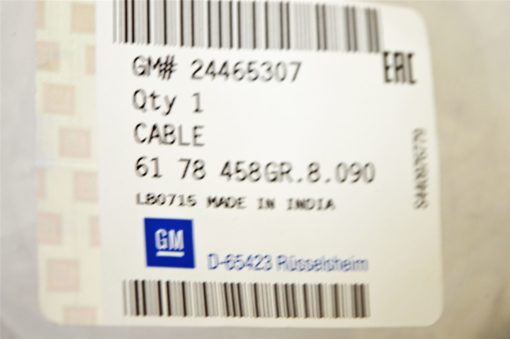 GM# 24465307
EAC
Qty 1
CABLE
61 78 458GR.8.090
LB0715 MADE IN INDIA
GM
D-65423 Rüsselsheim